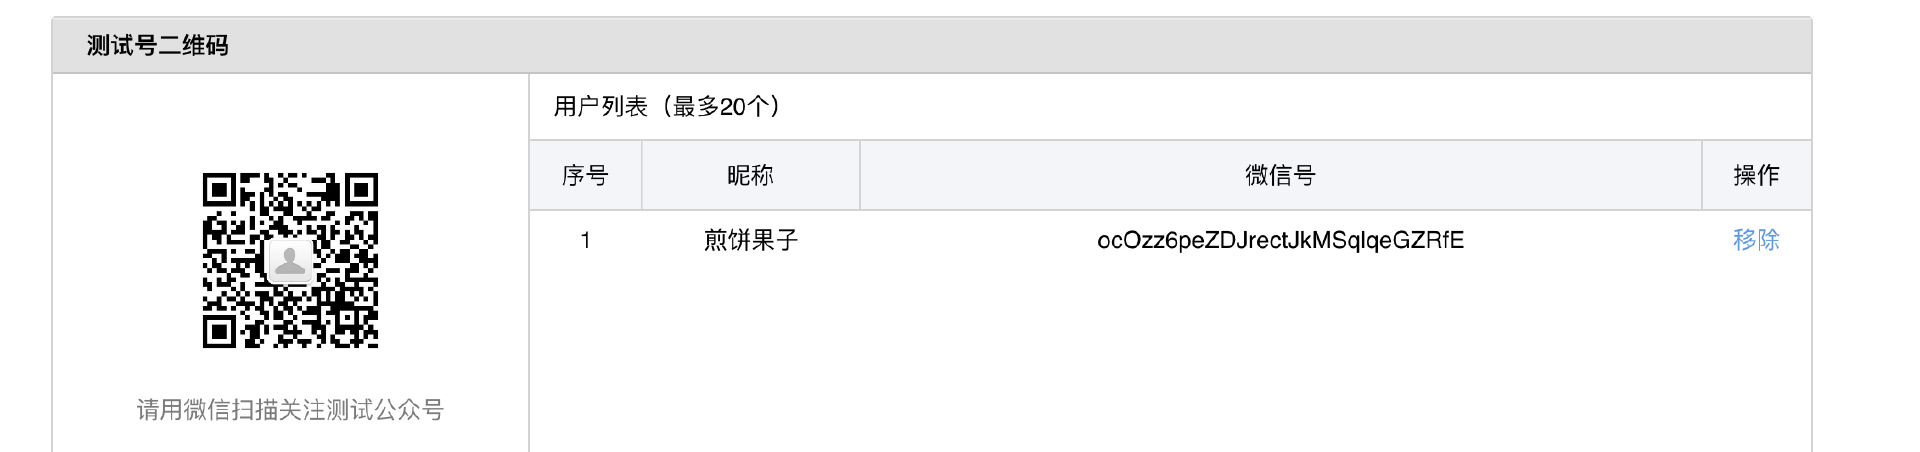 测试号二维码
用户列表（最多20个）
序号 昵称 微信号 操作
1 煎饼果子 ocOzz6peZDJrectJkMSqlqeGZRfE 移除
请用微信扫描关注测试公众号